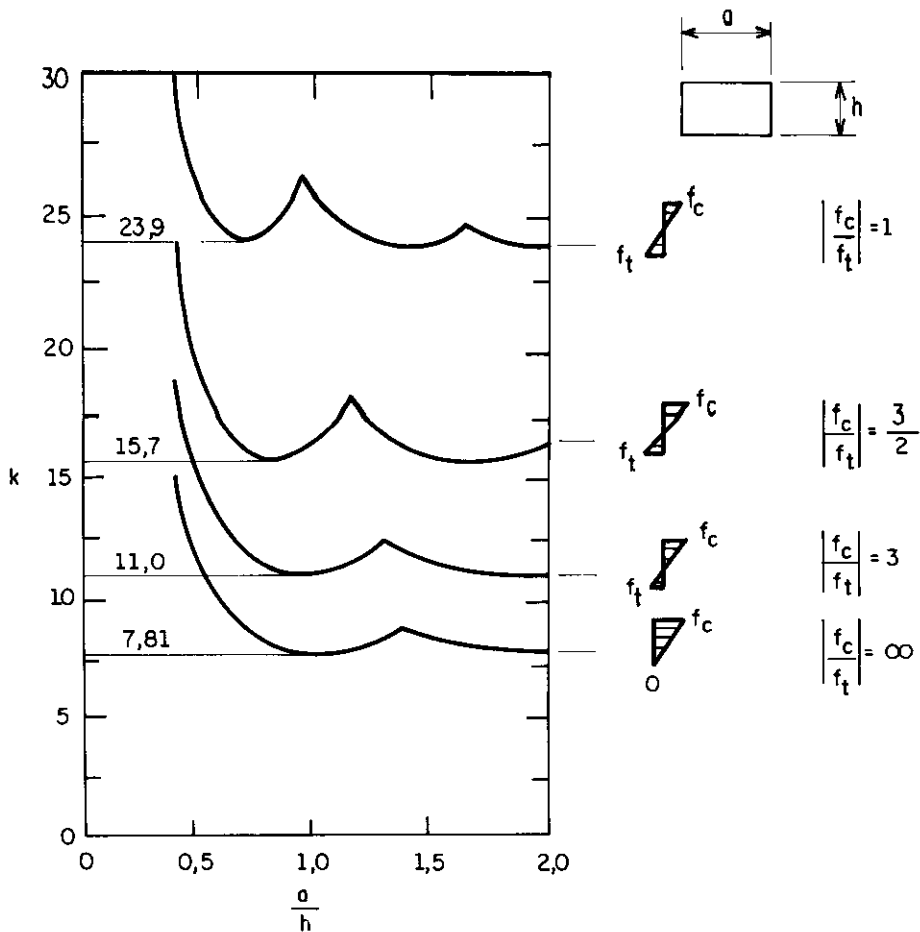 a
h
30
25
20
15
10
5
0
k
23,9
15,7
11,0
7,81
0
0,5
1,0
1,5
2,0
a
h
f_c
f_t
|f_c/f_t| = 1
f_c
f_t
|f_c/f_t| = 3/2
f_c
f_t
|f_c/f_t| = 3
f_c
0
|f_c/f_t| = ∞